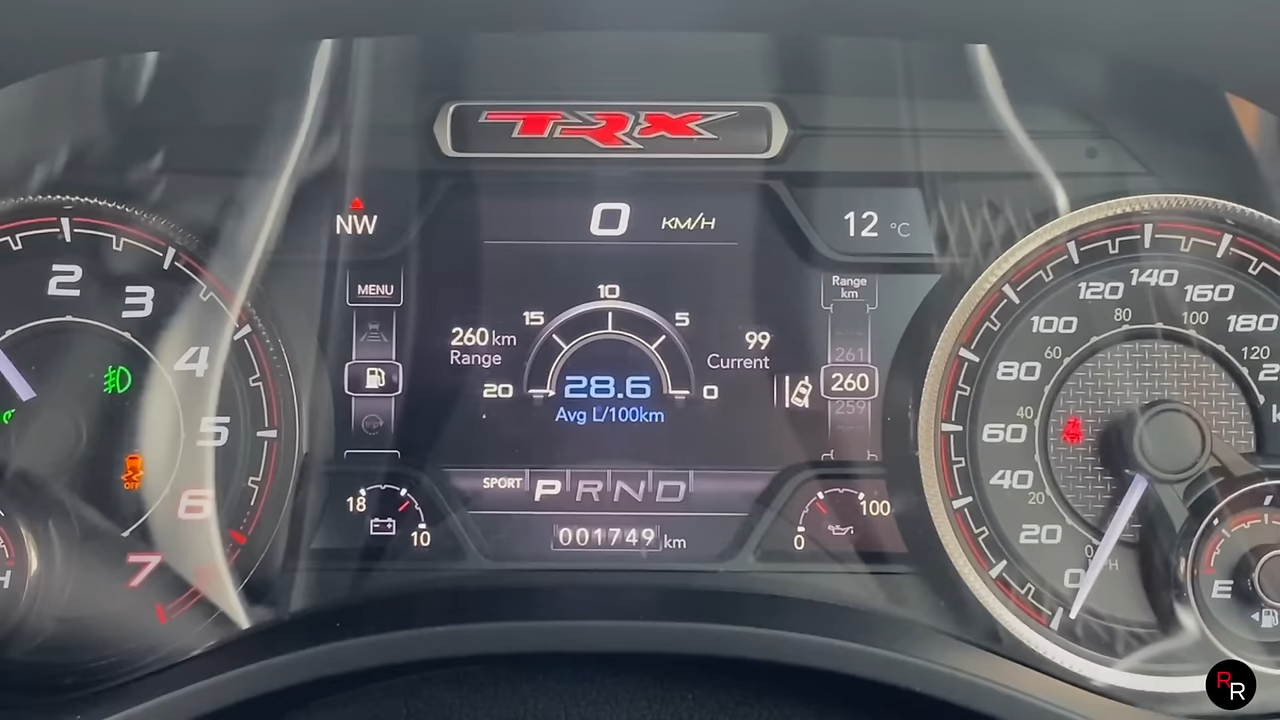 TRX
0 KM/H
NW
12 °C
MENU
Range
km
10
15
5
260 km
Range
99
Current
20
0
28.6
Avg L/100km
261
260
259
SPORT P R N D
001749 km
18
10
0
100
2
3
4
5
6
7
OFF
H
0
20
40
60
80
100
120
140
160
180
20
40
60
80
100
120
E
RR